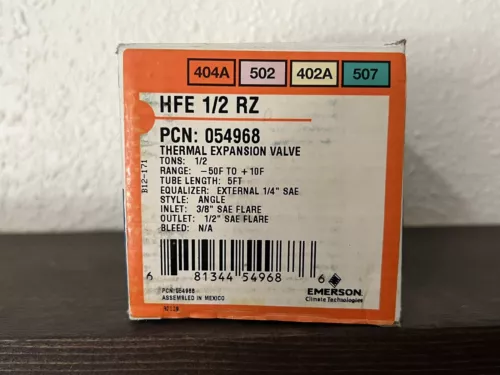 404A 502 402A 507
HFE 1/2 RZ
PCN: 054968
THERMAL EXPANSION VALVE
TONS: 1/2
RANGE: -50F TO +10F
TUBE LENGTH: 5FT
EQUALIZER: EXTERNAL 1/4" SAE
STYLE: ANGLE
INLET: 3/8" SAE FLARE
OUTLET: 1/2" SAE FLARE
BLEED: N/A
B12-171
6 81344 54968 6
PCN: 054968
ASSEMBLED IN MEXICO
EMERSON
Climate Technologies